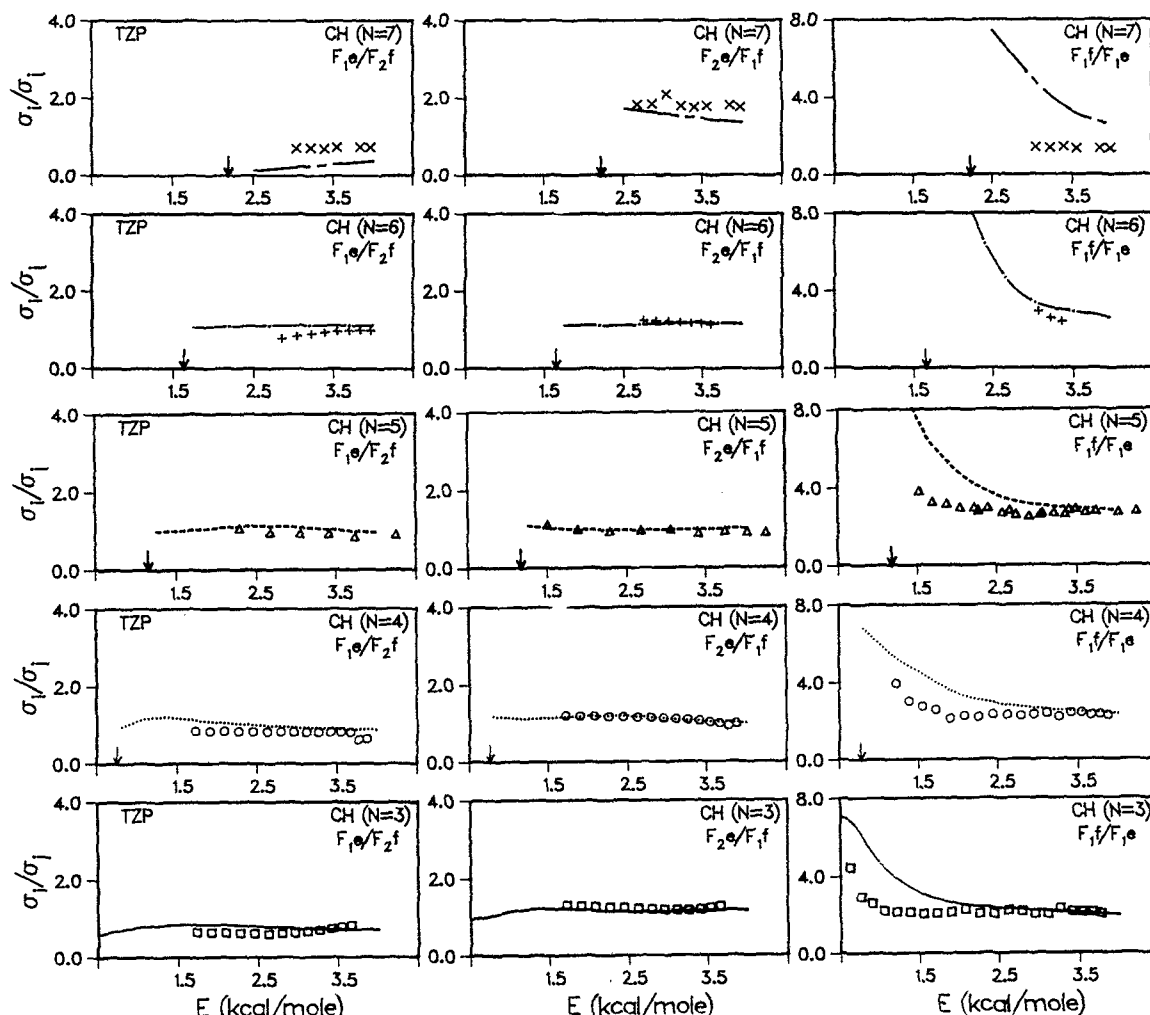 4.0 TZP CH (N=7) 4.0 CH (N=7) 8.0 CH (N=7)
F₁e/F₂f F₂e/F₁f F₁f/F₁e
σᵢ/σⱼ 2.0 2.0 4.0
0.0 0.0 0.0
1.5 2.5 3.5 1.5 2.5 3.5 1.5 2.5 3.5
4.0 TZP CH (N=6) 4.0 CH (N=6) 8.0 CH (N=6)
F₁e/F₂f F₂e/F₁f F₁f/F₁e
σᵢ/σⱼ 2.0 2.0 4.0
0.0 0.0 0.0
1.5 2.5 3.5 1.5 2.5 3.5 1.5 2.5 3.5
4.0 TZP CH (N=5) 4.0 CH (N=5) 8.0 CH (N=5)
F₁e/F₂f F₂e/F₁f F₁f/F₁e
σᵢ/σⱼ 2.0 2.0 4.0
0.0 0.0 0.0
1.5 2.5 3.5 1.5 2.5 3.5 1.5 2.5 3.5
4.0 TZP CH (N=4) 4.0 CH (N=4) 8.0 CH (N=4)
F₁e/F₂f F₂e/F₁f F₁f/F₁e
σᵢ/σⱼ 2.0 2.0 4.0
0.0 0.0 0.0
1.5 2.5 3.5 1.5 2.5 3.5 1.5 2.5 3.5
4.0 TZP CH (N=3) 4.0 CH (N=3) 8.0 CH (N=3)
F₁e/F₂f F₂e/F₁f F₁f/F₁e
σᵢ/σⱼ 2.0 2.0 4.0
0.0 0.0 0.0
1.5 2.5 3.5 1.5 2.5 3.5 1.5 2.5 3.5
E (kcal/mole) E (kcal/mole) E (kcal/mole)